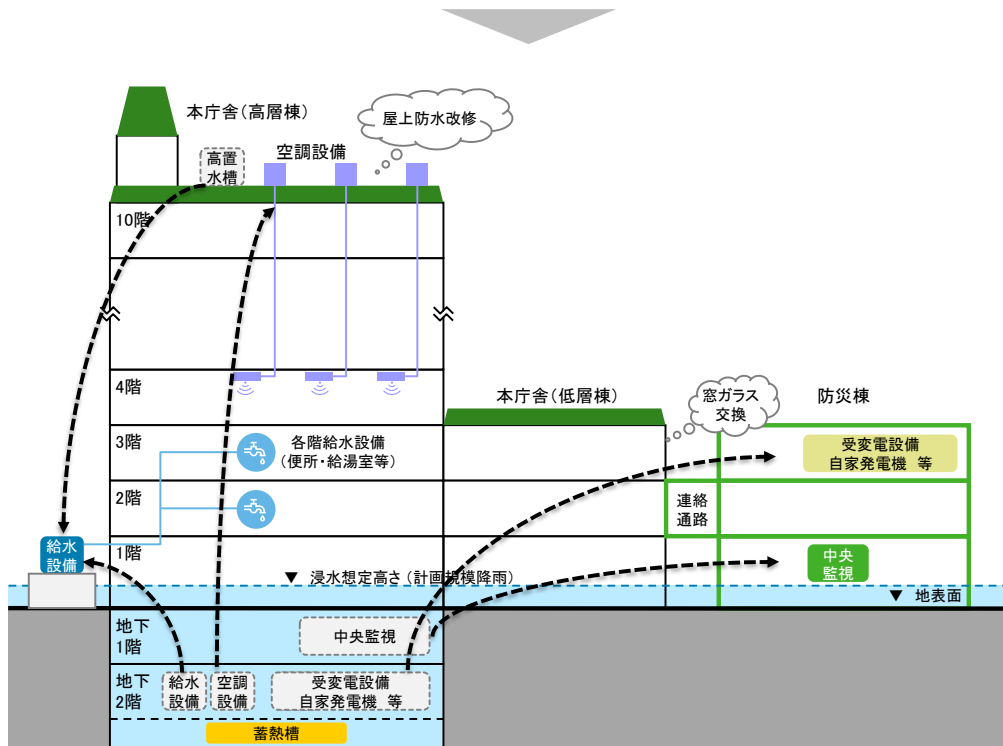 本庁舎（高層棟）
屋上防水改修
高置
水槽
空調設備
10階
4階
本庁舎（低層棟）
窓ガラス
交換
防災棟
3階
各階給水設備
（便所・給湯室等）
受変電設備
自家発電機 等
2階
連絡
通路
給水
設備
1階
中央
監視
▼ 浸水想定高さ（計画規模降雨）
▼ 地表面
地下
1階
中央監視
地下
2階
給水
設備
空調
設備
受変電設備
自家発電機 等
蓄熱槽